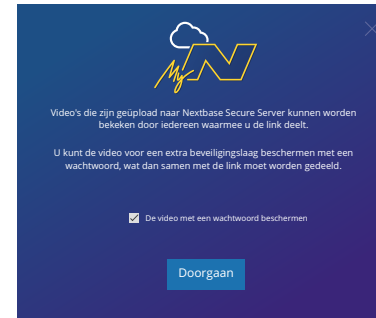 My N
Video's die zijn geüpload naar Nextbase Secure Server kunnen worden
bekeken door iedereen waarmee u de link deelt.
U kunt de video voor een extra beveiligingslaag beschermen met een
wachtwoord, wat dan samen met de link moet worden gedeeld.
De video met een wachtwoord beschermen
Doorgaan